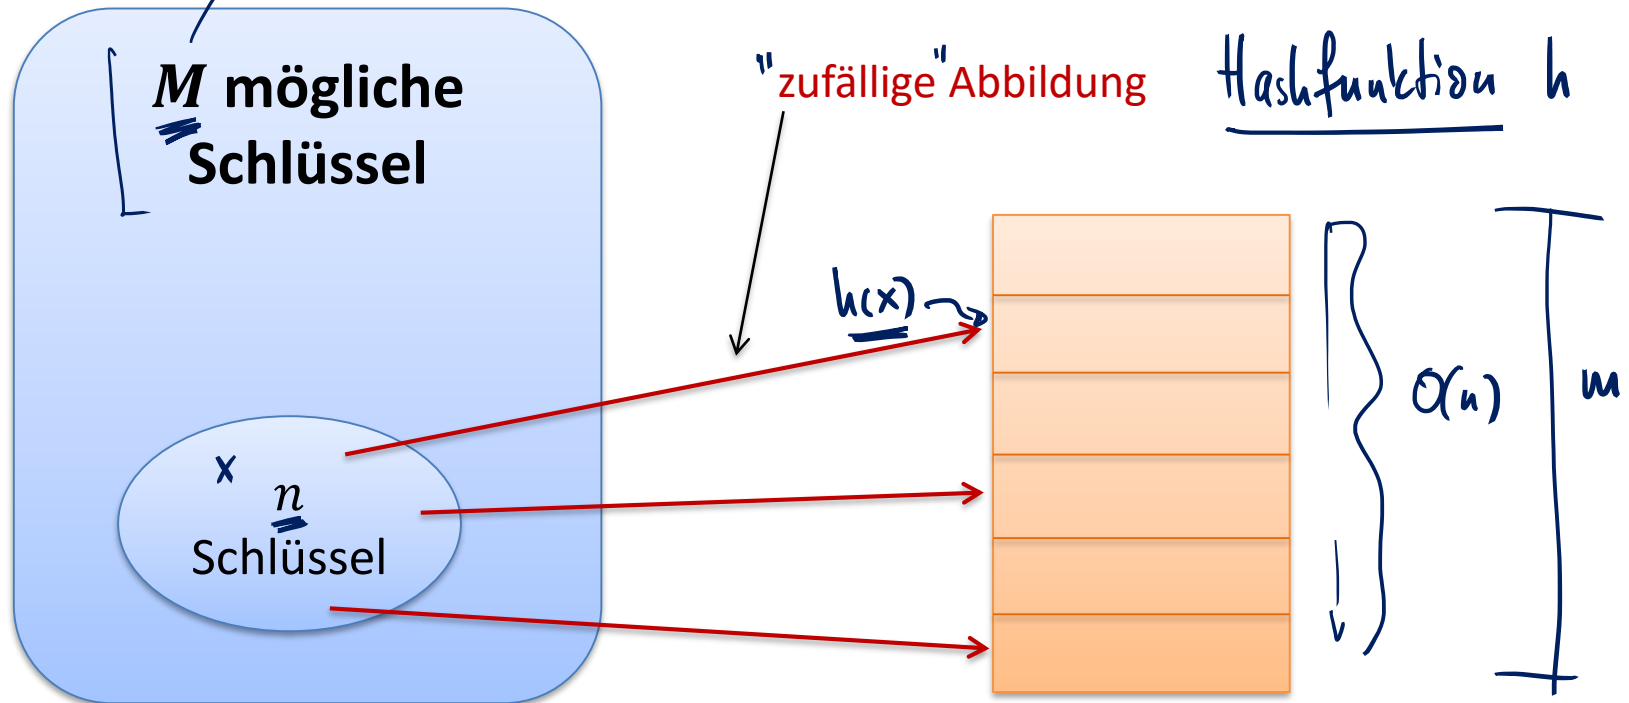 M mögliche
Schlüssel
"zufällige" Abbildung
Hashfunktion h
h(x)
O(n)
m
x
n
Schlüssel